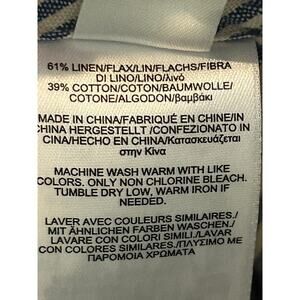 61% LINEN/FLAX/LIN/FLACHS/FIBRA
DI LINO/LINO/λινό
39% COTTON/COTON/BAUMWOLLE/
COTONE/ALGODON/βαμβάκι
MADE IN CHINA/FABRIQUÉ EN CHINE/IN
CHINA HERGESTELLT /CONFEZIONATO IN
CINA/HECHO EN CHINA/Κατασκευάζεται
στην Κίνα
MACHINE WASH WARM WITH LIKE
COLORS. ONLY NON CHLORINE BLEACH.
TUMBLE DRY LOW, WARM IRON IF
NEEDED.
LAVER AVEC COULEURS SIMILAIRES./
MIT ÄHNLICHEN FARBEN WASCHEN./
LAVARE CON COLORI SIMILI./LAVAR
CON COLORES SIMILARES./ΠΛΥΣΙΜΟ ΜΕ
ΠΑΡΟΜΟΙΑ ΧΡΩΜΑΤΑ